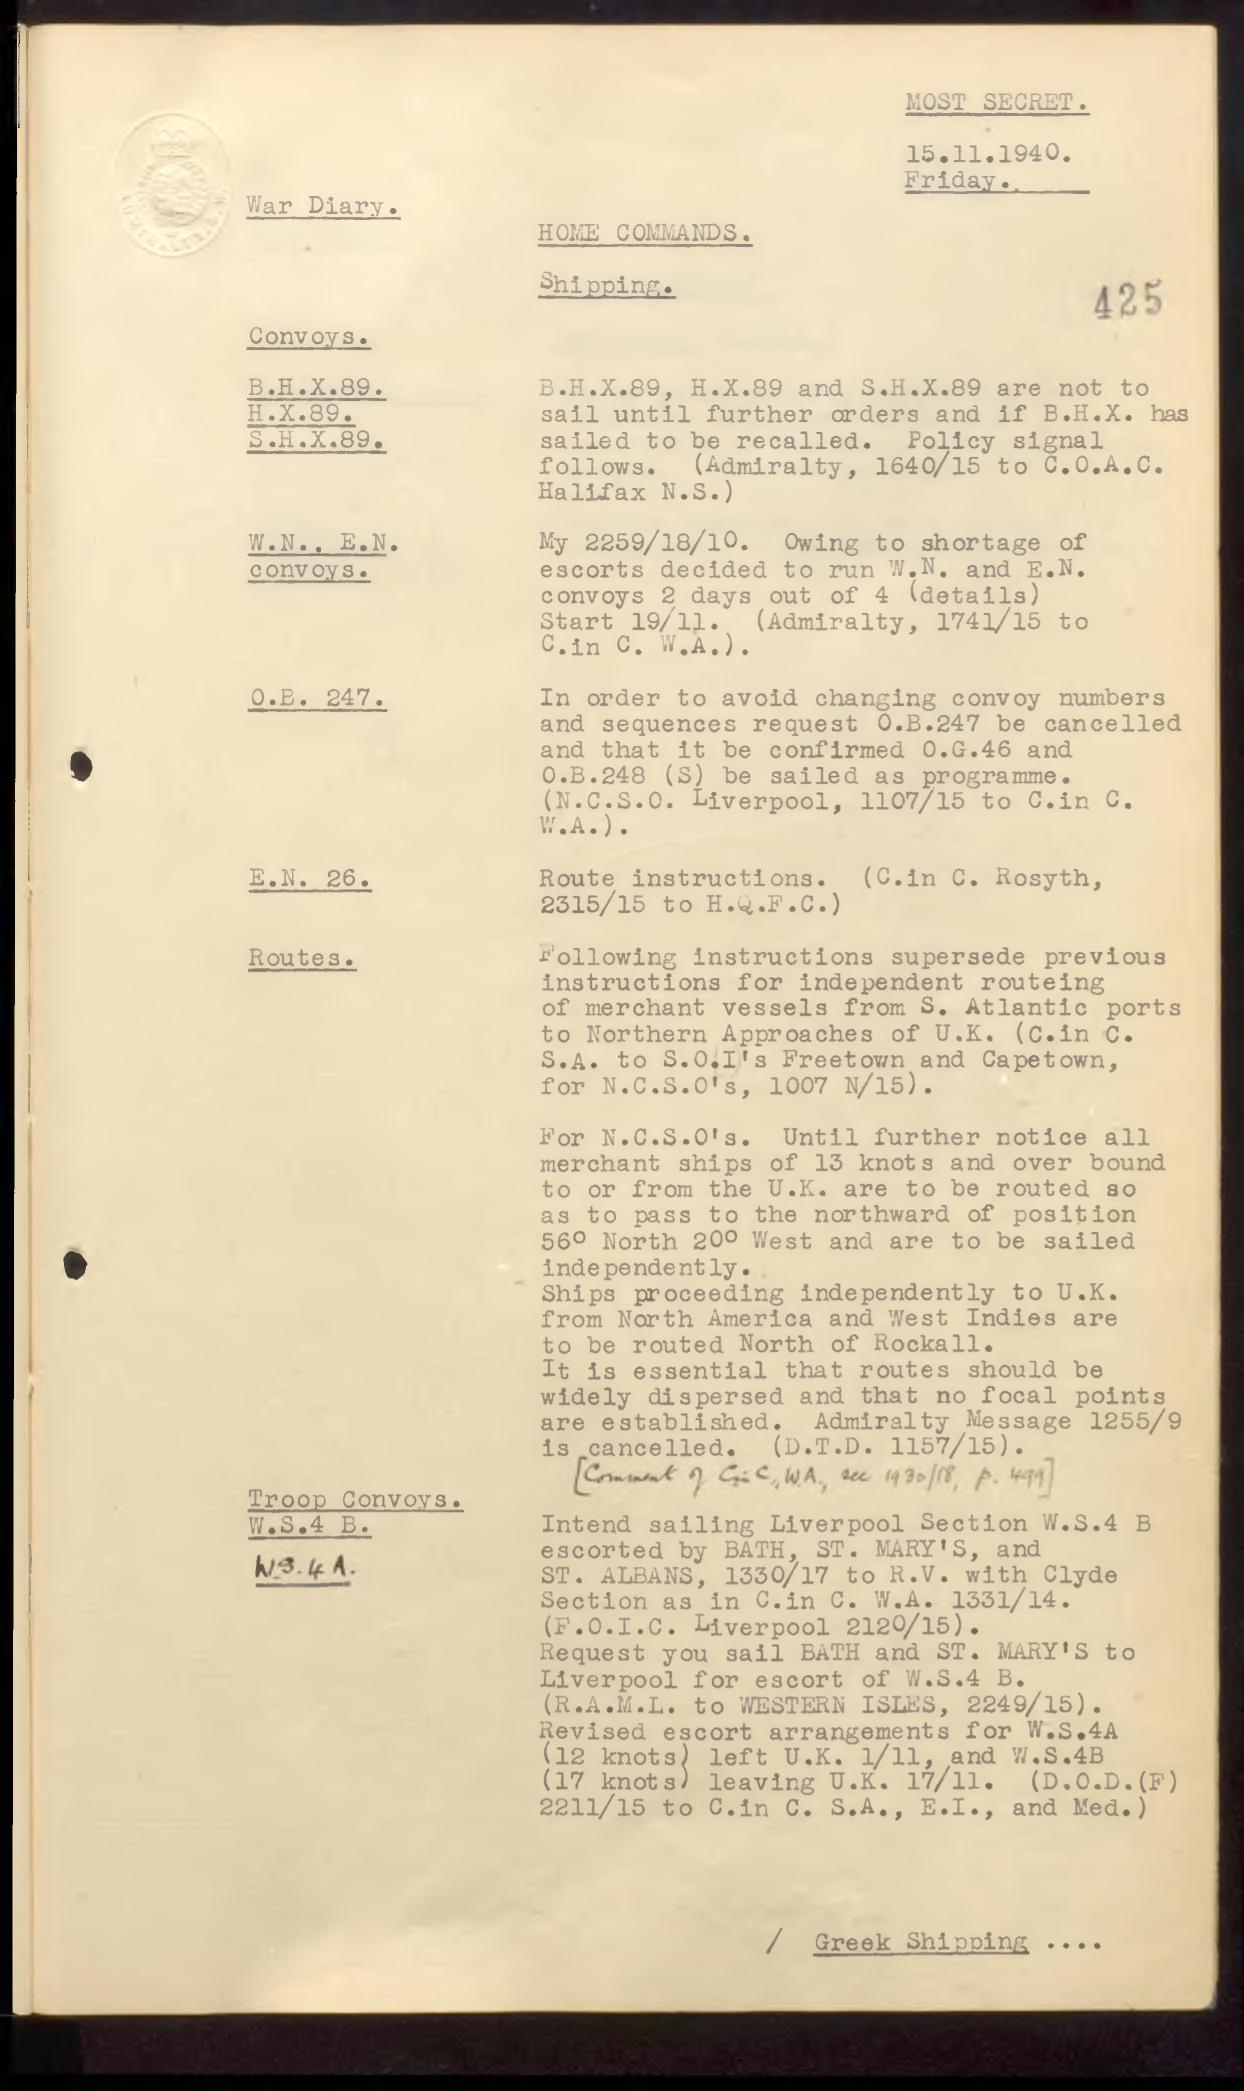 MOST SECRET.
15.11.1940.
Friday.
War Diary.
HOME COMMANDS.
Shipping.
425
Convoys.
B.H.X.89.
H.X.89.
S.H.X.89.
B.H.X.89, H.X.89 and S.H.X.89 are not to
sail until further orders and if B.H.X. has
sailed to be recalled. Policy signal
follows. (Admiralty, 1640/15 to C.O.A.C.
Halifax N.S.)
W.N., E.N.
convoys.
My 2259/18/10. Owing to shortage of
escorts decided to run W.N. and E.N.
convoys 2 days out of 4 (details)
Start 19/11. (Admiralty, 1741/15 to
C.in C. W.A.).
O.B. 247.
In order to avoid changing convoy numbers
and sequences request O.B.247 be cancelled
and that it be confirmed O.G.46 and
O.B.248 (S) be sailed as programme.
(N.C.S.O. Liverpool, 1107/15 to C.in C.
W.A.).
E.N. 26.
Route instructions. (C.in C. Rosyth,
2315/15 to H.Q.F.C.)
Routes.
Following instructions supersede previous
instructions for independent routeing
of merchant vessels from S. Atlantic ports
to Northern Approaches of U.K. (C.in C.
S.A. to S.O.I's Freetown and Capetown,
for N.C.S.O's, 1007 N/15).
For N.C.S.O's. Until further notice all
merchant ships of 13 knots and over bound
to or from the U.K. are to be routed so
as to pass to the northward of position
56° North 20° West and are to be sailed
independently.
Ships proceeding independently to U.K.
from North America and West Indies are
to be routed North of Rockall.
It is essential that routes should be
widely dispersed and that no focal points
are established. Admiralty Message 1255/9
is cancelled. (D.T.D. 1157/15).
[Comment of C in C., W.A., see 1930/18, p. 499]
Troop Convoys.
W.S.4 B.
W.S.4 A.
Intend sailing Liverpool Section W.S.4 B
escorted by BATH, ST. MARY'S, and
ST. ALBANS, 1330/17 to R.V. with Clyde
Section as in C.in C. W.A. 1331/14.
(F.O.I.C. Liverpool 2120/15).
Request you sail BATH and ST. MARY'S to
Liverpool for escort of W.S.4 B.
(R.A.M.L. to WESTERN ISLES, 2249/15).
Revised escort arrangements for W.S.4A
(12 knots) left U.K. 1/11, and W.S.4B
(17 knots) leaving U.K. 17/11. (D.O.D.(F)
2211/15 to C.in C. S.A., E.I., and Med.)
/ Greek Shipping ....